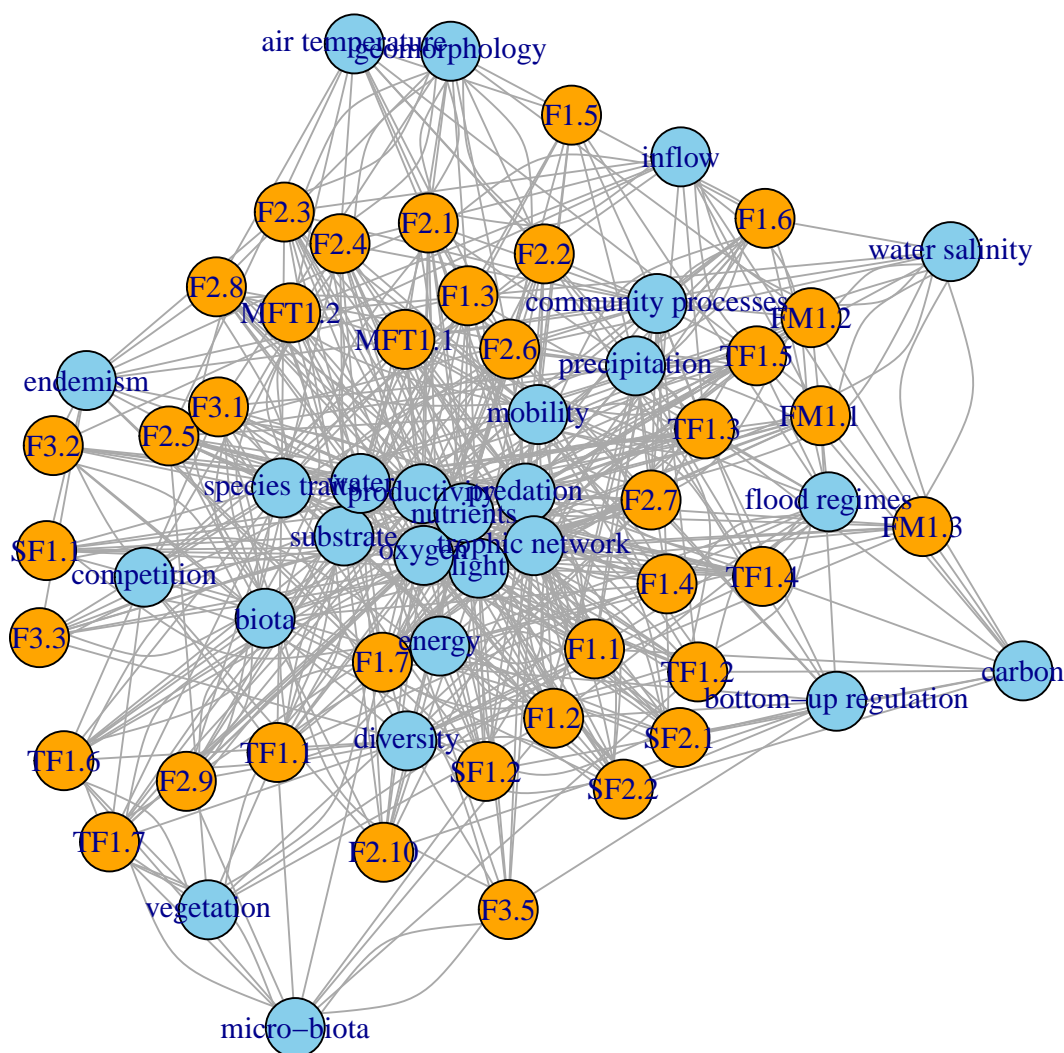 air temperature
geomorphology
F1.5
inflow
F2.3
F2.1
F1.6
F2.4
F2.2
water salinity
F2.8
F1.3
community processes
MFT1.2
FM1.2
MFT1.1
F2.6
TF1.5
precipitation
endemism
F3.1
mobility
FM1.1
F2.5
TF1.3
F3.2
species traits
water
productivity
predation
F2.7
flood regimes
nutrients
FM1.3
substrate
trophic network
oxygen
SF1.1
light
competition
F1.4
TF1.4
biota
F3.3
energy
F1.1
F1.7
TF1.2
carbon
bottom−up regulation
F1.2
diversity
SF2.1
TF1.1
TF1.6
SF1.2
F2.9
SF2.2
TF1.7
F2.10
vegetation
F3.5
micro−biota